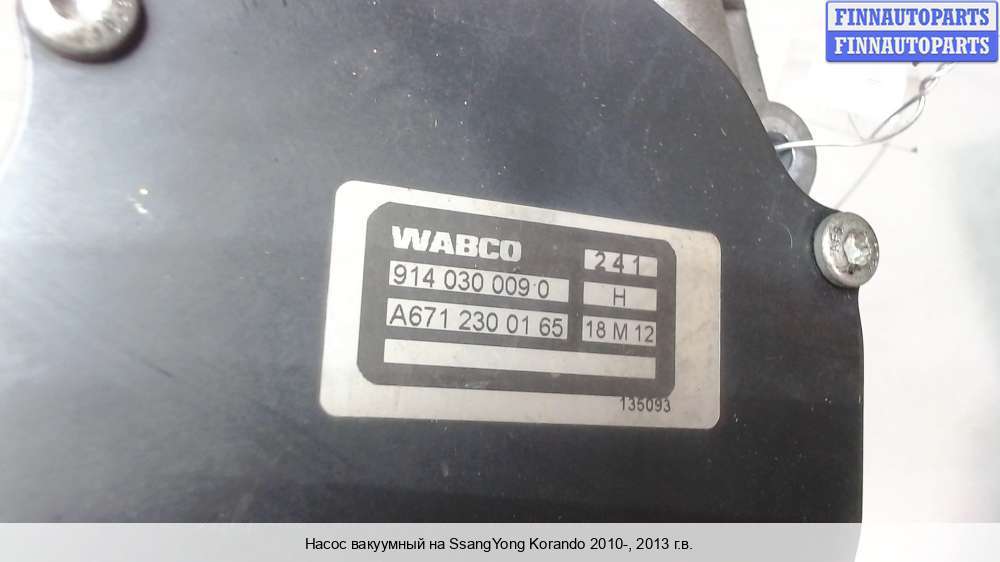 FINNAUTOPARTS
FINNAUTOPARTS
WABCO
241
914 030 009 0
H
A671 230 01 65
18 M 12
135093
Насос вакуумный на SsangYong Korando 2010-, 2013 г.в.